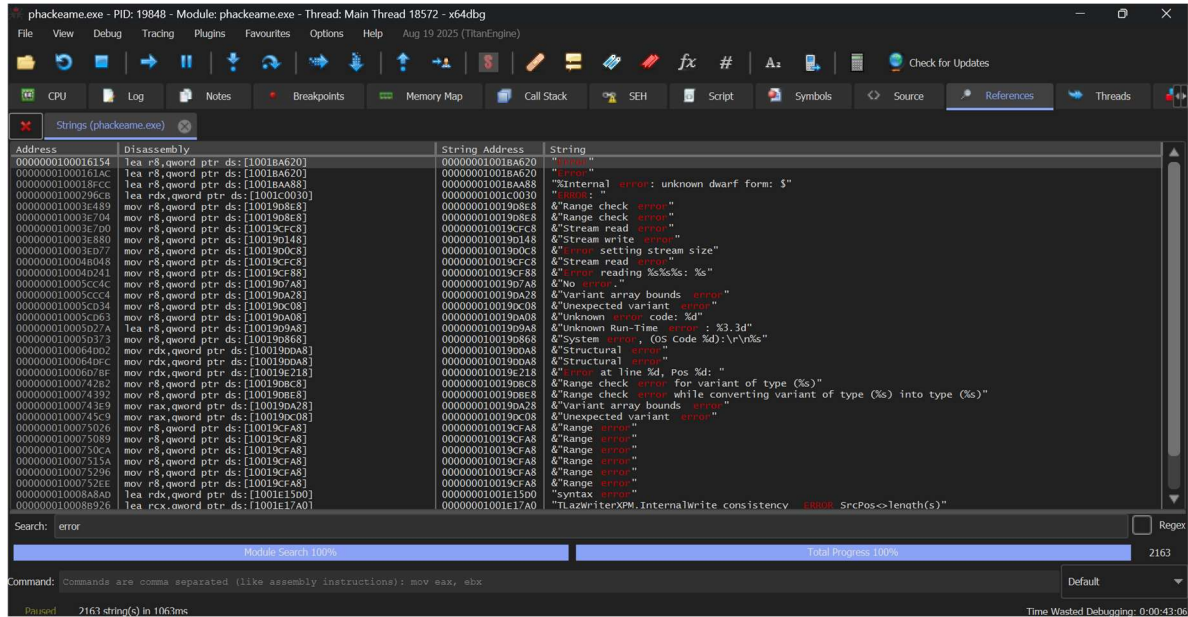 phackeame.exe - PID: 19848 - Module: phackeame.exe - Thread: Main Thread 18572 - x64dbg
File View Debug Tracing Plugins Favourites Options Help Aug 19 2025 (TitanEngine)
fx # A₂ Check for Updates
CPU Log Notes Breakpoints Memory Map Call Stack SEH Script Symbols Source References Threads
Strings (phackeame.exe)
Address Disassembly String Address String
0000000100016154 lea r8,qword ptr ds:[1001BA620] 00000001001BA620 "Error"
00000001000161AC lea r8,qword ptr ds:[1001BA620] 00000001001BA620 "Error"
0000000100018FCC lea r8,qword ptr ds:[1001BAA88] 00000001001BAA88 "%Internal error: unknown dwarf form: $"
00000001000296CB lea rdx,qword ptr ds:[1001C0030] 00000001001C0030 "ERROR: "
000000010003E489 mov r8,qword ptr ds:[10019D8E8] 000000010019D8E8 &"Range check error"
000000010003E704 mov r8,qword ptr ds:[10019D8E8] 000000010019D8E8 &"Range check error"
000000010003E7D0 mov r8,qword ptr ds:[10019CFC8] 000000010019CFC8 &"Stream read error"
000000010003E880 mov r8,qword ptr ds:[10019D148] 000000010019D148 &"Stream write error"
000000010003ED77 mov r8,qword ptr ds:[10019D0C8] 000000010019D0C8 &"Error setting stream size"
000000010004B048 mov r8,qword ptr ds:[10019CFC8] 000000010019CFC8 &"Stream read error"
000000010004D241 mov r8,qword ptr ds:[10019CF88] 000000010019CF88 &"Error reading %s%s%s: %s"
000000010005CC4C mov r8,qword ptr ds:[10019D7A8] 000000010019D7A8 &"No error."
000000010005CCC4 mov r8,qword ptr ds:[10019DA28] 000000010019DA28 &"Variant array bounds error"
000000010005CD34 mov r8,qword ptr ds:[10019DC08] 000000010019DC08 &"Unexpected variant error"
000000010005CD63 mov r8,qword ptr ds:[10019DA08] 000000010019DA08 &"Unknown error code: %d"
000000010005D27A lea r8,qword ptr ds:[10019D9A8] 000000010019D9A8 &"Unknown Run-Time error : %3.3d"
000000010005D373 mov r8,qword ptr ds:[10019D868] 000000010019D868 &"System error, (OS Code %d):\r\n%s"
0000000100064DD2 mov rdx,qword ptr ds:[10019DDA8] 000000010019DDA8 &"Structural error"
0000000100064DFC mov rdx,qword ptr ds:[10019DDA8] 000000010019DDA8 &"Structural error"
000000010006D7BF mov rdx,qword ptr ds:[10019E218] 000000010019E218 &"Error at line %d, Pos %d: "
00000001000742B2 mov r8,qword ptr ds:[10019DBC8] 000000010019DBC8 &"Range check error for variant of type (%s)"
0000000100074392 mov r8,qword ptr ds:[10019DBE8] 000000010019DBE8 &"Range check error while converting variant of type (%s) into type (%s)"
00000001000743E9 mov rax,qword ptr ds:[10019DA28] 000000010019DA28 &"Variant array bounds error"
00000001000745C9 mov rax,qword ptr ds:[10019DC08] 000000010019DC08 &"Unexpected variant error"
0000000100075026 mov r8,qword ptr ds:[10019CFA8] 000000010019CFA8 &"Range error"
0000000100075089 mov r8,qword ptr ds:[10019CFA8] 000000010019CFA8 &"Range error"
00000001000750CA mov r8,qword ptr ds:[10019CFA8] 000000010019CFA8 &"Range error"
000000010007515A mov r8,qword ptr ds:[10019CFA8] 000000010019CFA8 &"Range error"
0000000100075296 mov r8,qword ptr ds:[10019CFA8] 000000010019CFA8 &"Range error"
00000001000752EE mov r8,qword ptr ds:[10019CFA8] 000000010019CFA8 &"Range error"
000000010008A8AD lea rdx,qword ptr ds:[1001E15D0] 00000001001E15D0 "syntax error"
000000010008B926 lea rcx,qword ptr ds:[1001E17A0] 00000001001E17A0 "TLazWriterXPM.InternalWrite consistency ERROR SrcPos<>length(s)"
Search: error Regex
Module Search 100% Total Progress 100% 2163
Command: Commands are comma separated (like assembly instructions): mov eax, ebx Default
Paused 2163 string(s) in 1063ms Time Wasted Debugging: 0:00:43:06